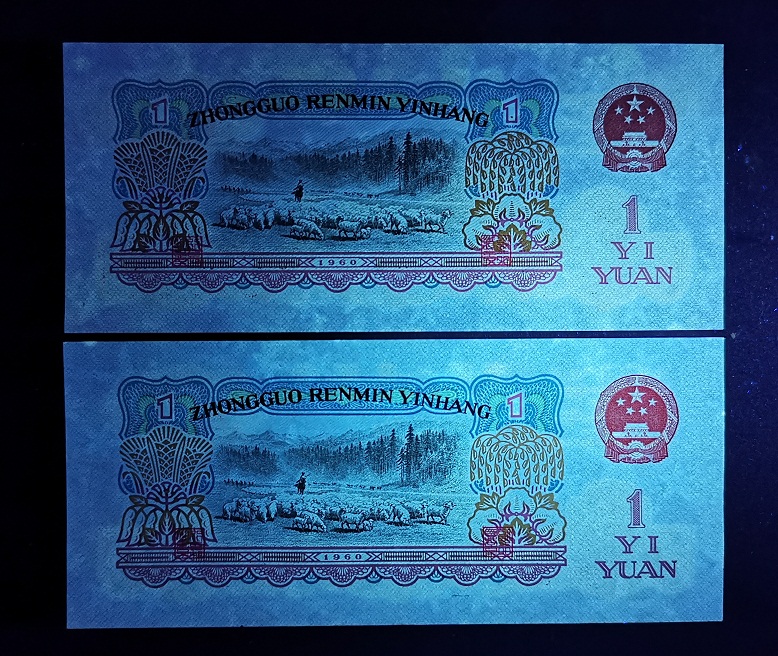 1 ZHONGGUO RENMIN YINHANG 1
1960
1
YI
YUAN
1 ZHONGGUO RENMIN YINHANG 1
1960
1
YI
YUAN